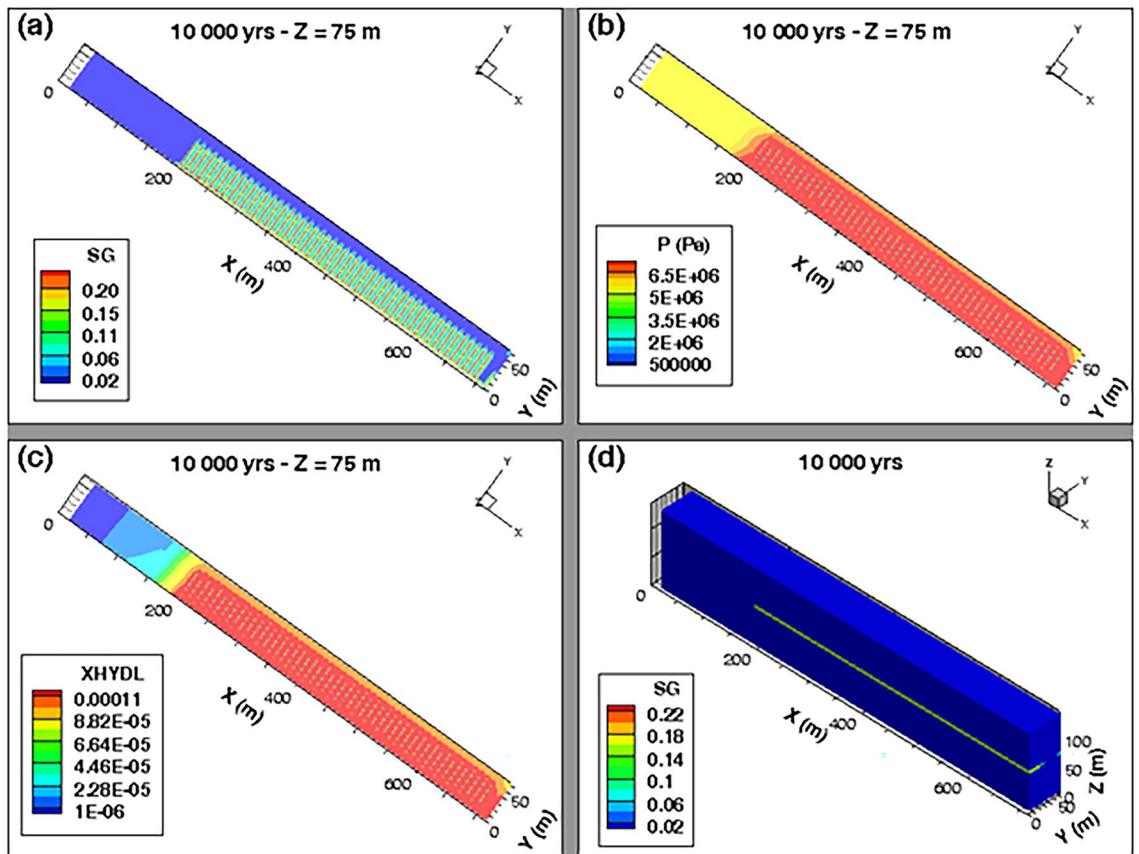 (a)
10 000 yrs - Z = 75 m
Y
Z
X
0
200
400
600
X (m)
0
50
Y (m)
SG
0.20
0.15
0.11
0.06
0.02
(b)
10 000 yrs - Z = 75 m
Y
Z
X
0
200
400
600
X (m)
0
50
Y (m)
P (Pa)
6.5E+06
5E+06
3.5E+06
2E+06
500000
(c)
10 000 yrs - Z = 75 m
Y
Z
X
0
200
400
600
X (m)
0
50
Y (m)
XHYDL
0.00011
8.82E-05
6.64E-05
4.46E-05
2.28E-05
1E-06
(d)
10 000 yrs
Z
Y
X
0
200
400
600
X (m)
100
50
0
Z (m)
0
50
Y (m)
SG
0.22
0.18
0.14
0.1
0.06
0.02